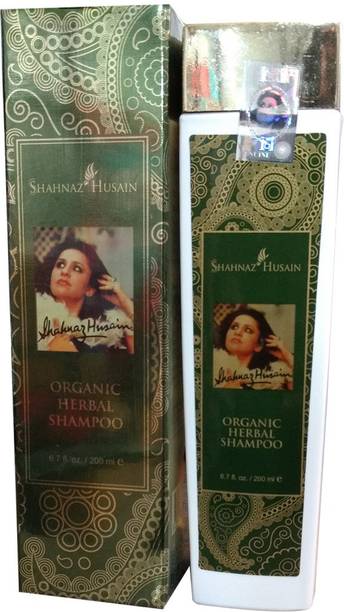 SHAHNAZ HUSAIN
Shahnaz Husain
ORGANIC
HERBAL
SHAMPOO
6.7 fl. oz. / 200 ml e
SHAHNAZ HUSAIN
Shahnaz Husain
ORGANIC
HERBAL
SHAMPOO
6.7 fl. oz. / 200 ml e